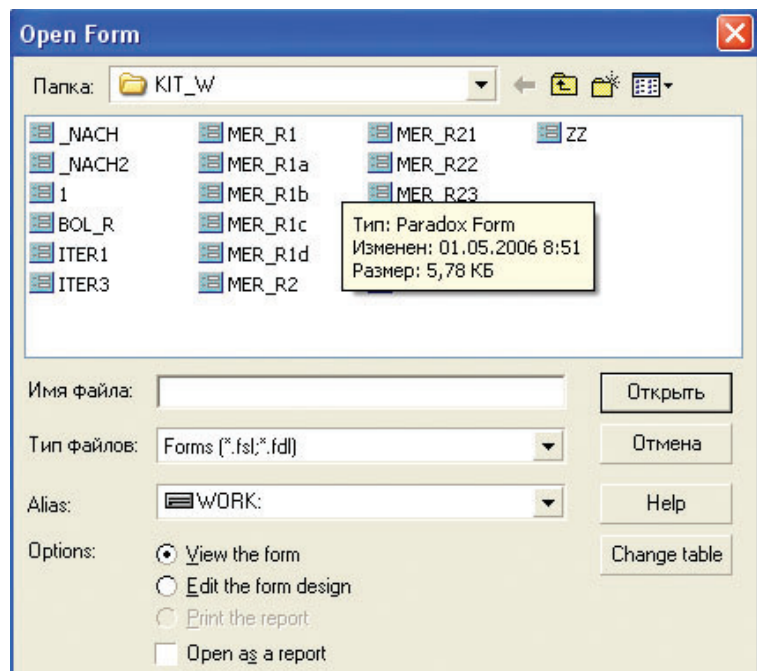 Open Form
Папка: KIT_W
_NACH MER_R1 MER_R21 ZZ
_NACH2 MER_R1a MER_R22
1 MER_R1b MER_R23
BOL_R MER_R1c
ITER1 MER_R1d
ITER3 MER_R2
Тип: Paradox Form
Изменен: 01.05.2006 8:51
Размер: 5,78 КБ
Имя файла: Открыть
Тип файлов: Forms (*.fsl;*.fdl) Отмена
Alias: WORK: Help
Options: View the form Change table
Edit the form design
Print the report
Open as a report